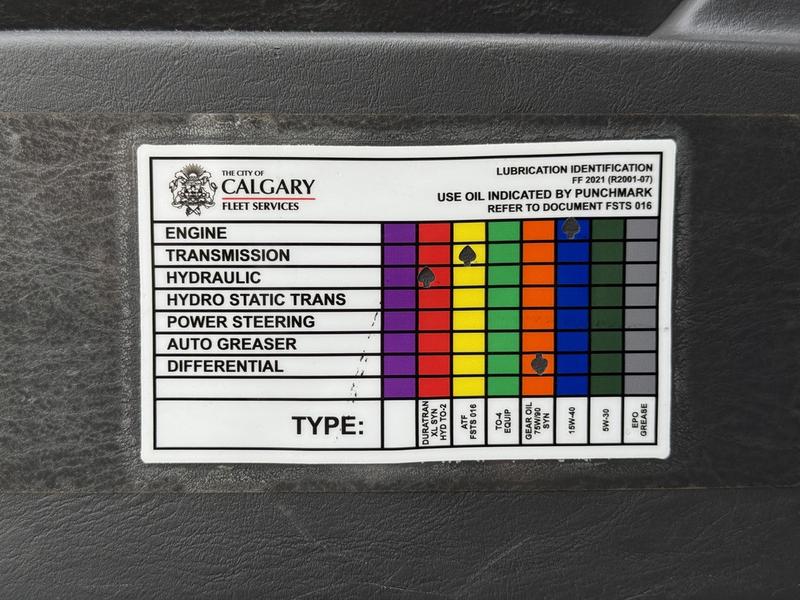 THE CITY OF
CALGARY
FLEET SERVICES
LUBRICATION IDENTIFICATION
FF 2021 (R2001-07)
USE OIL INDICATED BY PUNCHMARK
REFER TO DOCUMENT FSTS 016
ENGINE
TRANSMISSION
HYDRAULIC
HYDRO STATIC TRANS
POWER STEERING
AUTO GREASER
DIFFERENTIAL
TYPE:
DURATRAN
XL SYN
HYD TO-2
ATF
FSTS 016
TO-4
EQUIP
GEAR OIL
75W/90
SYN
15W-40
5W-30
EPO
GREASE